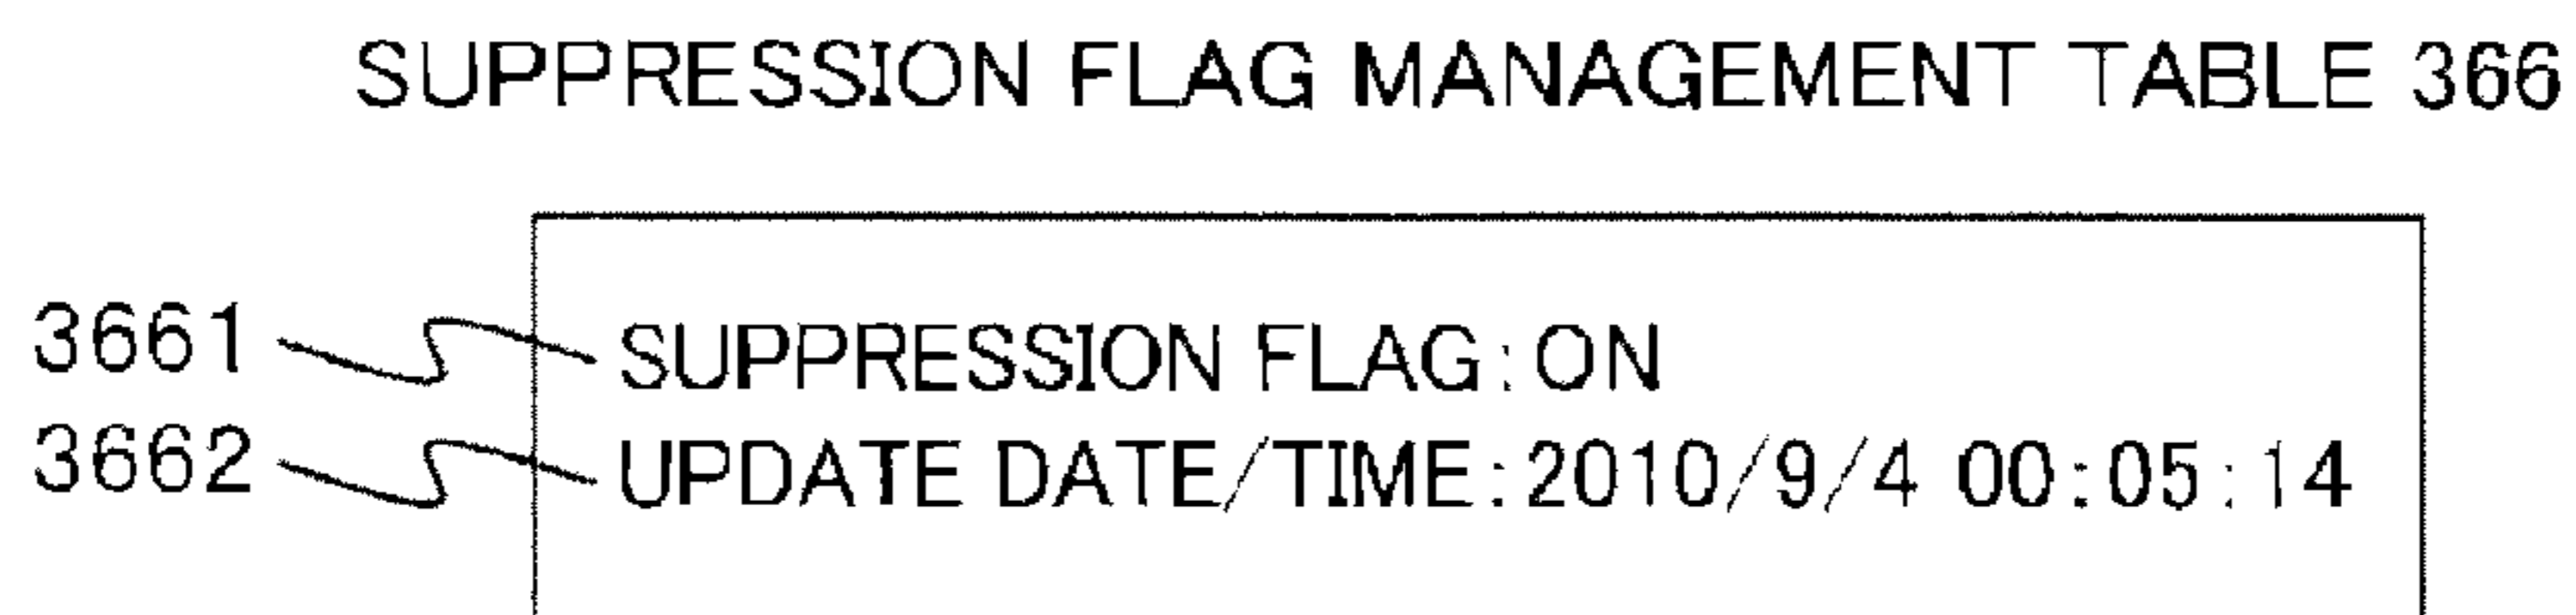 SUPPRESSION FLAG MANAGEMENT TABLE 366
3661 SUPPRESSION FLAG:ON
3662 UPDATE DATE/TIME:2010/9/4 00:05:14